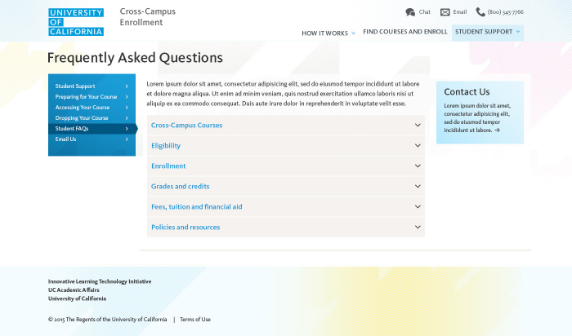 UNIVERSITY
OF
CALIFORNIA
Cross-Campus
Enrollment
Chat
Email
(800) 345 7766
HOW IT WORKS
FIND COURSES AND ENROLL
STUDENT SUPPORT
Frequently Asked Questions
Student Support
Preparing for Your Course
Accessing Your Course
Dropping Your Course
Student FAQs
Email Us
Lorem ipsum dolor sit amet, consectetur adipisicing elit, sed do eiusmod tempor incididunt ut labore
et dolore magna aliqua. Ut enim ad minim veniam, quis nostrud exercitation ullamco laboris nisi ut
aliquip ex ea commodo consequat. Duis aute irure dolor in reprehenderit in voluptate velit esse.
Cross-Campus Courses
Eligibility
Enrollment
Grades and credits
Fees, tuition and financial aid
Policies and resources
Contact Us
Lorem ipsum dolor sit amet,
consectetur adipisicing elit,
sed do eiusmod tempor
incididunt ut labore. →
Innovative Learning Technology Initiative
UC Academic Affairs
University of California
© 2015 The Regents of the University of California | Terms of Use